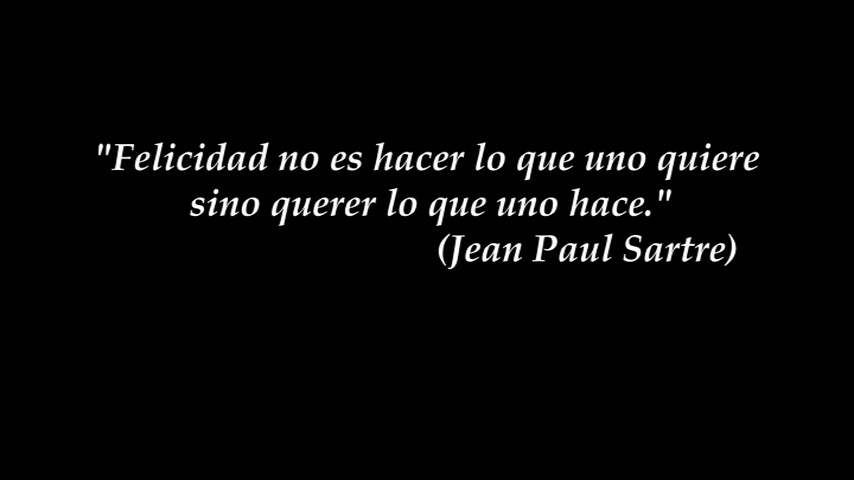 "Felicidad no es hacer lo que uno quiere
sino querer lo que uno hace."
(Jean Paul Sartre)